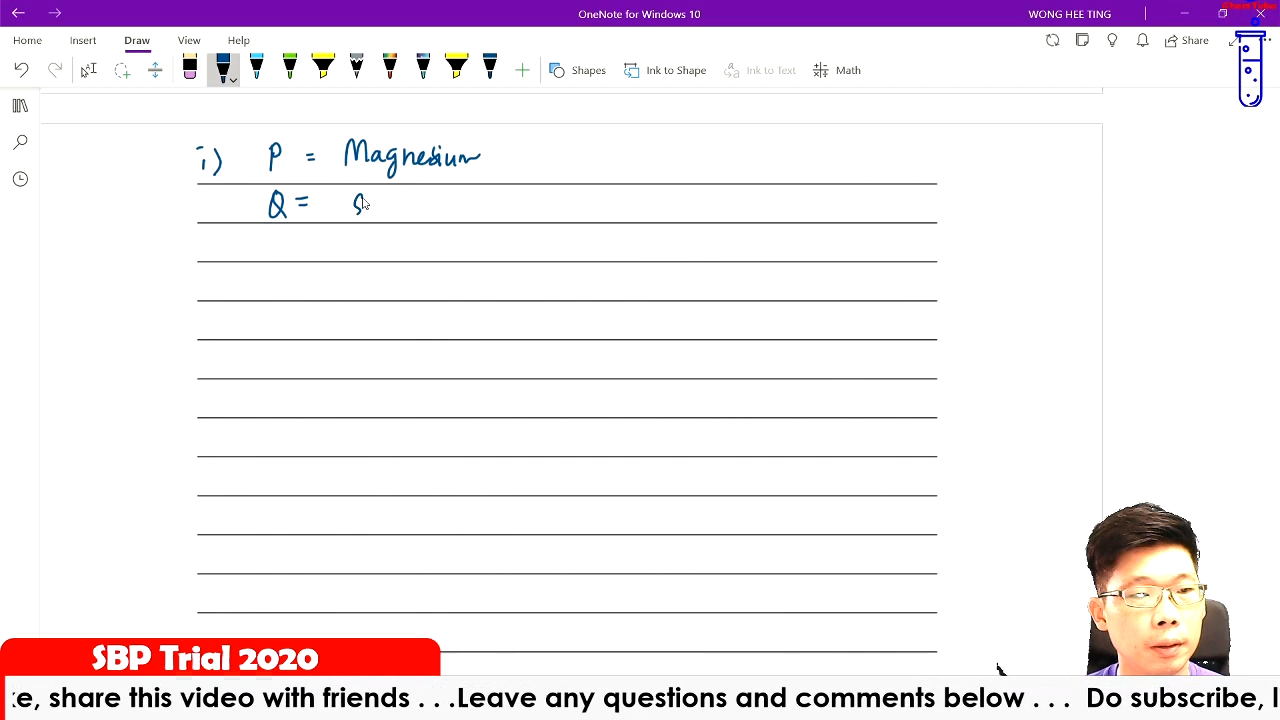 OneNote for Windows 10
WONG HEE TING
Home Insert Draw View Help
Share
Shapes Ink to Shape Ink to Text Math
i) P = Magnesium
Q = S
SBP Trial 2020
e, share this video with friends . . .Leave any questions and comments below . . . Do subscribe, l